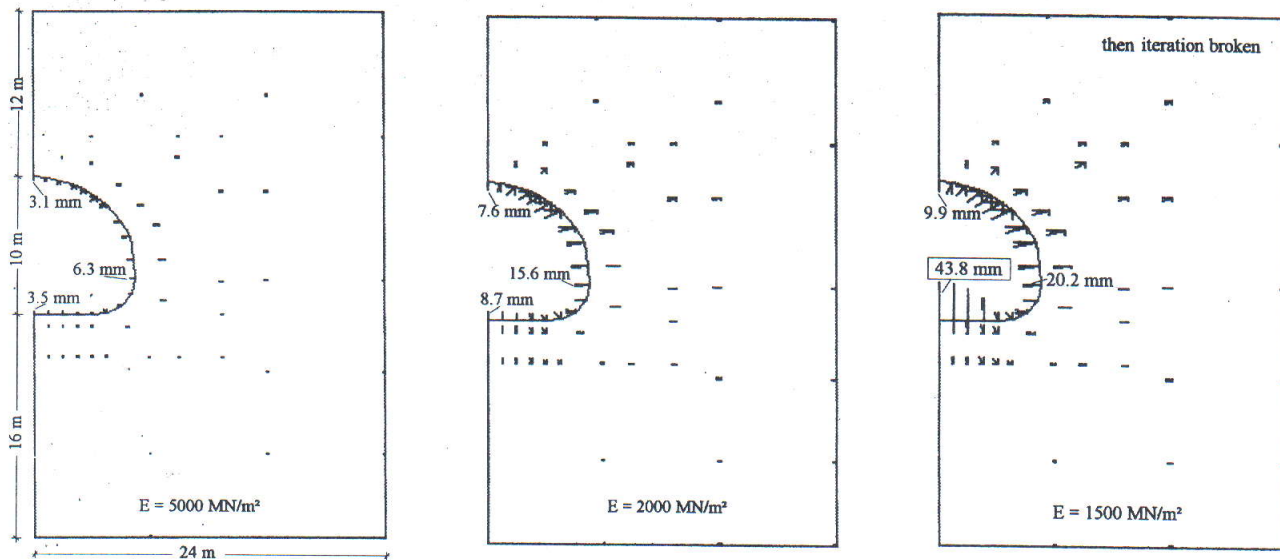 12 m
10 m
16 m
24 m
3.1 mm
6.3 mm
3.5 mm
E = 5000 MN/m²
7.6 mm
15.6 mm
8.7 mm
E = 2000 MN/m²
then iteration broken
9.9 mm
43.8 mm
20.2 mm
E = 1500 MN/m²